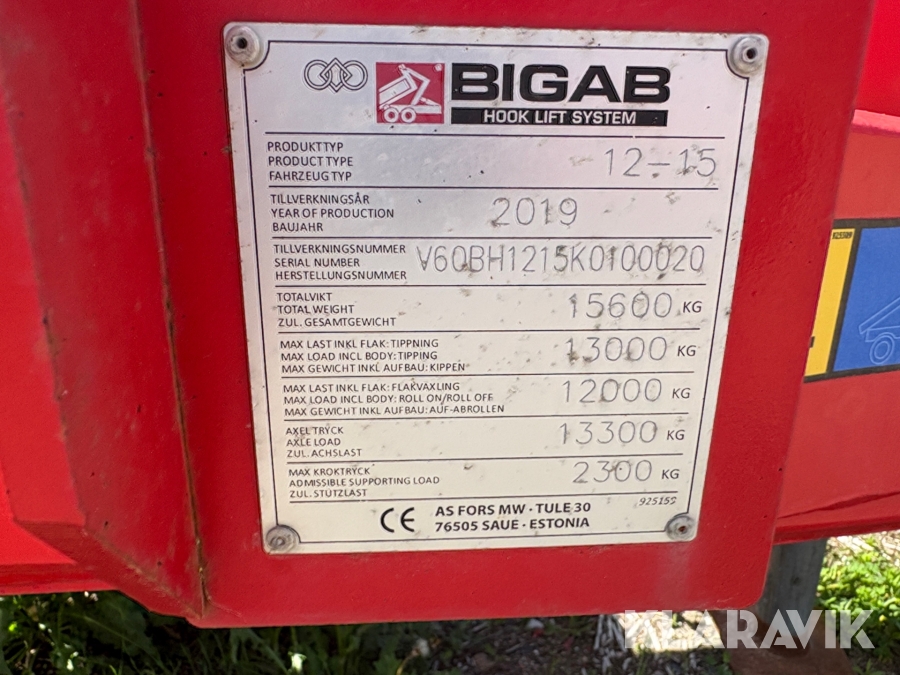 BIGAB
HOOK LIFT SYSTEM
PRODUKTTYP
PRODUCT TYPE
FAHRZEUG TYP
12-15
TILLVERKNINGSÅR
YEAR OF PRODUCTION
BAUJAHR
2019
TILLVERKNINGSNUMMER
SERIAL NUMBER
HERSTELLUNGSNUMMER
V60BH1215K0100020
TOTALVIKT
TOTAL WEIGHT
ZUL. GESAMTGEWICHT
15600 KG
MAX LAST INKL FLAK: TIPPNING
MAX LOAD INCL BODY: TIPPING
MAX GEWICHT INKL AUFBAU: KIPPEN
13000 KG
MAX LAST INKL FLAK: FLAKVÄXLING
MAX LOAD INCL BODY: ROLL ON/ROLL OFF
MAX GEWICHT INKL AUFBAU: AUF-ABROLLEN
12000 KG
AXELTRYCK
AXLE LOAD
ZUL. ACHSLAST
13300 KG
MAX KROKTRYCK
ADMISSIBLE SUPPORTING LOAD
ZUL. STÜTZLAST
2300 KG
CE
AS FORS MW · TULE 30
76505 SAUE · ESTONIA
KLARAVIK